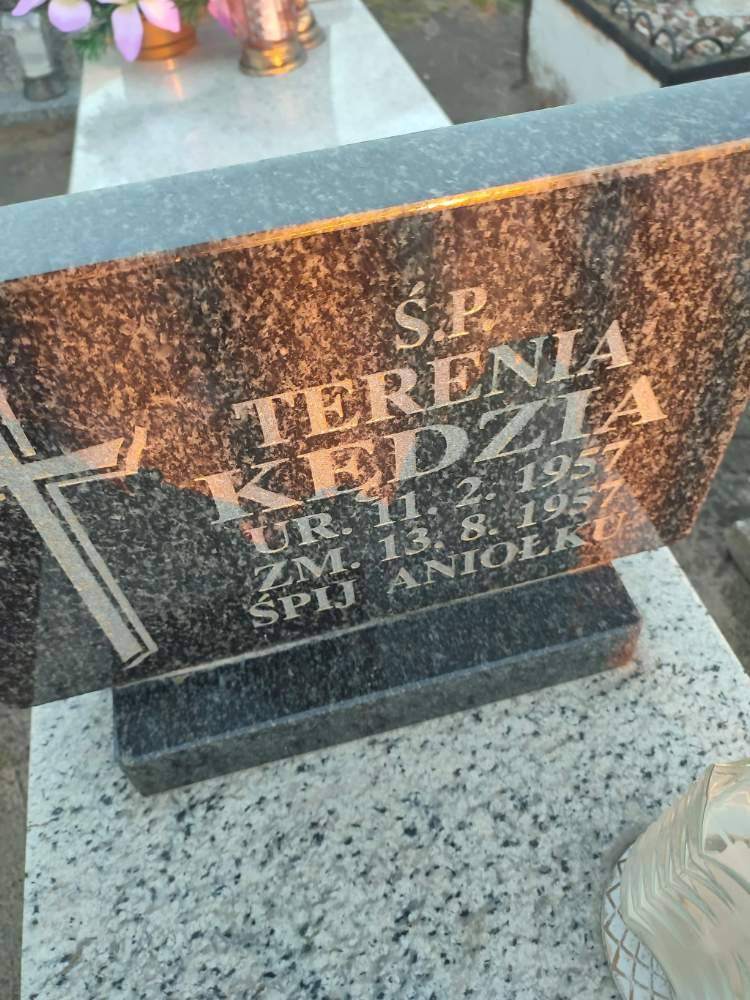 Ś.P.
TERENIA
KĘDZIA
UR. 11. 2. 1957
ZM. 13. 8. 1957
ŚPIJ ANIOŁKU